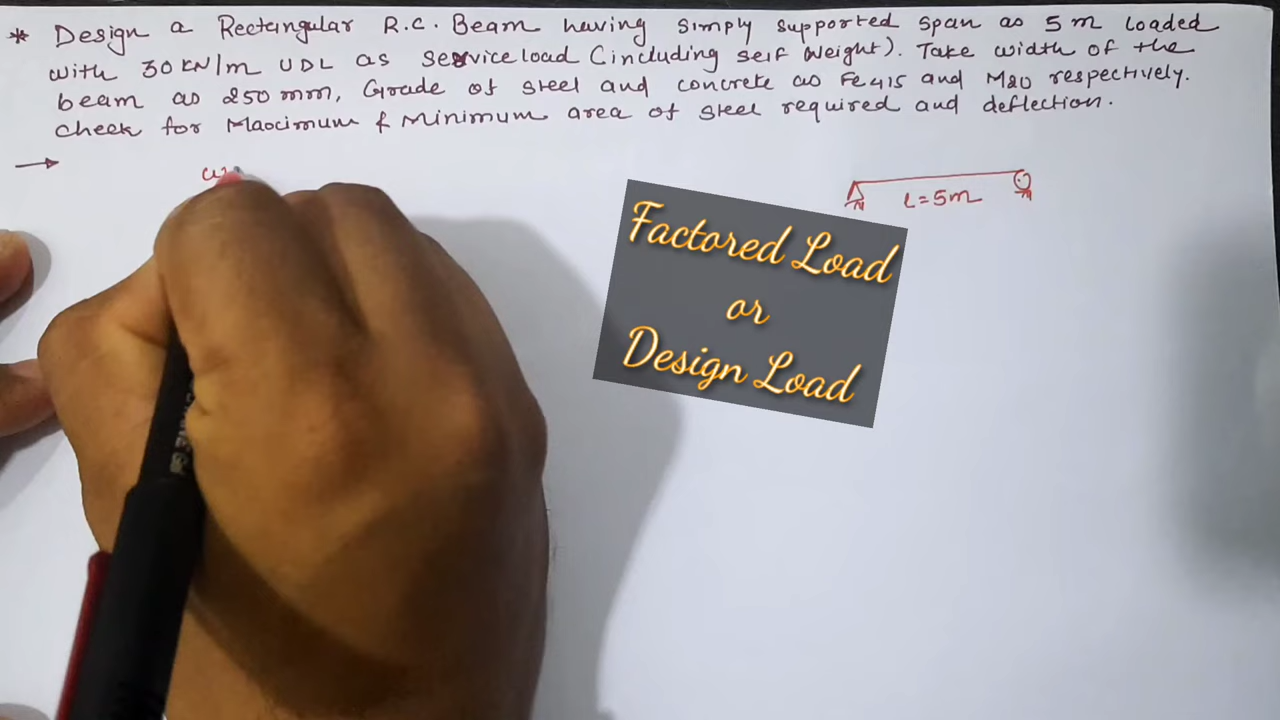 * Design a Rectangular R.C. Beam having simply supported span as 5 m loaded
with 30 KN/m UDL as service load (including self weight). Take width of the
beam as 250 mm, Grade of steel and concrete as Fe415 and M20 respectively.
Check for Maximum & Minimum area of steel required and deflection.
→
L = 5m
Factored Load
or
Design Load